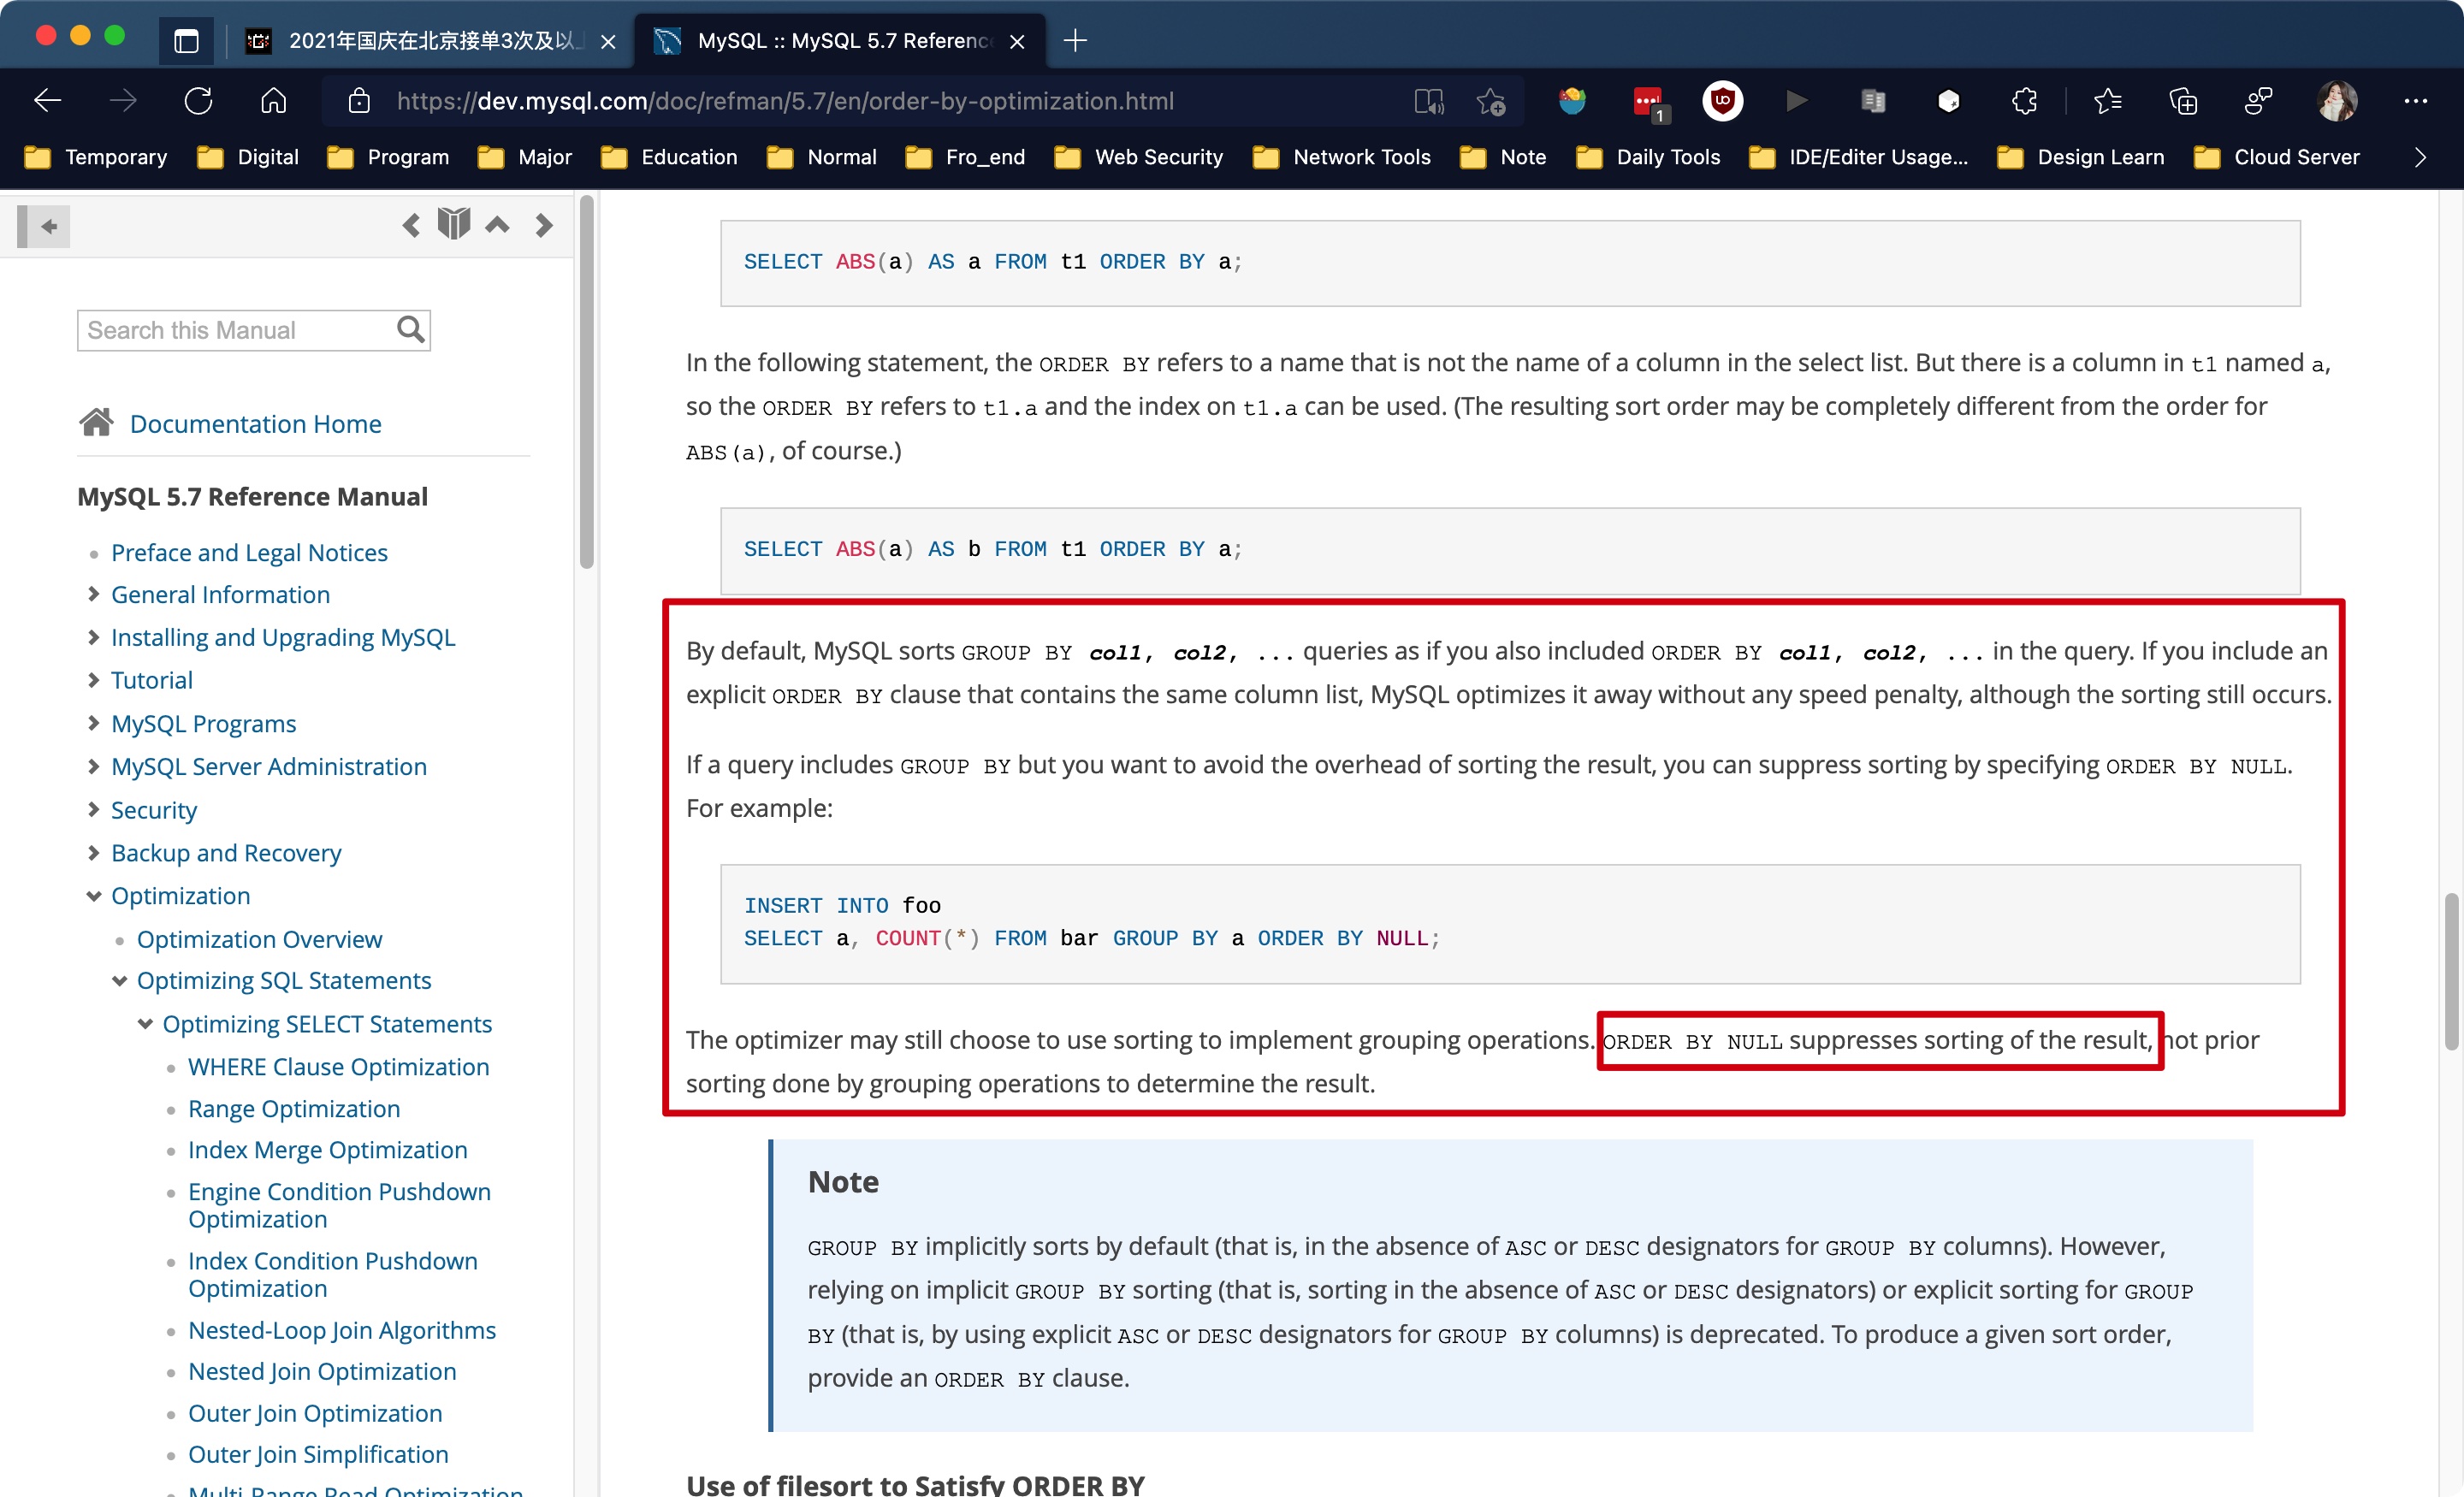 2021年国庆在北京接单3次及以
MySQL :: MySQL 5.7 Referenc
https://dev.mysql.com/doc/refman/5.7/en/order-by-optimization.html
1
Temporary Digital Program Major Education Normal Fro_end Web Security Network Tools Note Daily Tools IDE/Editer Usage... Design Learn Cloud Server
Search this Manual
Documentation Home
MySQL 5.7 Reference Manual
Preface and Legal Notices
General Information
Installing and Upgrading MySQL
Tutorial
MySQL Programs
MySQL Server Administration
Security
Backup and Recovery
Optimization
Optimization Overview
Optimizing SQL Statements
Optimizing SELECT Statements
WHERE Clause Optimization
Range Optimization
Index Merge Optimization
Engine Condition Pushdown
Optimization
Index Condition Pushdown
Optimization
Nested-Loop Join Algorithms
Nested Join Optimization
Outer Join Optimization
Outer Join Simplification
Multi-Range Read Optimization
SELECT ABS(a) AS a FROM t1 ORDER BY a;
In the following statement, the ORDER BY refers to a name that is not the name of a column in the select list. But there is a column in t1 named a,
so the ORDER BY refers to t1.a and the index on t1.a can be used. (The resulting sort order may be completely different from the order for
ABS(a), of course.)
SELECT ABS(a) AS b FROM t1 ORDER BY a;
By default, MySQL sorts GROUP BY col1, col2, ... queries as if you also included ORDER BY col1, col2, ... in the query. If you include an
explicit ORDER BY clause that contains the same column list, MySQL optimizes it away without any speed penalty, although the sorting still occurs.
If a query includes GROUP BY but you want to avoid the overhead of sorting the result, you can suppress sorting by specifying ORDER BY NULL.
For example:
INSERT INTO foo
SELECT a, COUNT(*) FROM bar GROUP BY a ORDER BY NULL;
The optimizer may still choose to use sorting to implement grouping operations. ORDER BY NULL suppresses sorting of the result, not prior
sorting done by grouping operations to determine the result.
Note
GROUP BY implicitly sorts by default (that is, in the absence of ASC or DESC designators for GROUP BY columns). However,
relying on implicit GROUP BY sorting (that is, sorting in the absence of ASC or DESC designators) or explicit sorting for GROUP
BY (that is, by using explicit ASC or DESC designators for GROUP BY columns) is deprecated. To produce a given sort order,
provide an ORDER BY clause.
Use of filesort to Satisfy ORDER BY